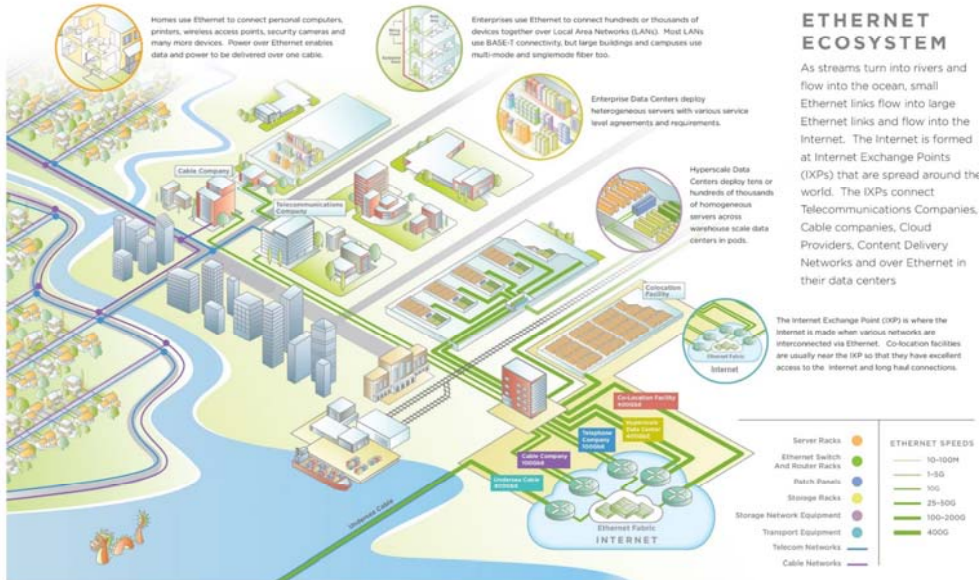 Homes use Ethernet to connect personal computers,
printers, wireless access points, security cameras and
many more devices. Power over Ethernet enables
data and power to be delivered over one cable.
Enterprises use Ethernet to connect hundreds or thousands of
devices together over Local Area Networks (LANs). Most LANs
use BASE-T connectivity, but large buildings and campuses use
multi-mode and singlemode fiber too.
ETHERNET
ECOSYSTEM
As streams turn into rivers and
flow into the ocean, small
Ethernet links flow into large
Ethernet links and flow into the
Internet. The Internet is formed
at Internet Exchange Points
(IXPs) that are spread around the
world. The IXPs connect
Telecommunications Companies,
Cable companies, Cloud
Providers, Content Delivery
Networks and over Ethernet in
their data centers
Enterprise Data Centers deploy
heterogeneous servers with various service
level agreements and requirements.
Cable Company
Telecommunications
Company
Hyperscale Data
Centers deploy tens or
hundreds of thousands
of homogeneous
servers across
warehouse scale data
centers in pods.
Colocation
Facility
Ethernet Fabric
Internet
The Internet Exchange Point (IXP) is where the
Internet is made when various networks are
interconnected via Ethernet. Co-location facilities
are usually near the IXP so that they have excellent
access to the Internet and long haul connections.
Co-Location Facility
400GbE
Hyperscale
Data Center
400GbE
Telephone
Company
100GbE
Cable Company
100GbE
Undersea Cable
400GbE
Undersea Cable
Ethernet Fabric
INTERNET
Server Racks
Ethernet Switch
And Router Racks
Patch Panels
Storage Racks
Storage Network Equipment
Transport Equipment
Telecom Networks
Cable Networks
ETHERNET SPEEDS
10-100M
1-5G
10G
25-50G
100-200G
400G